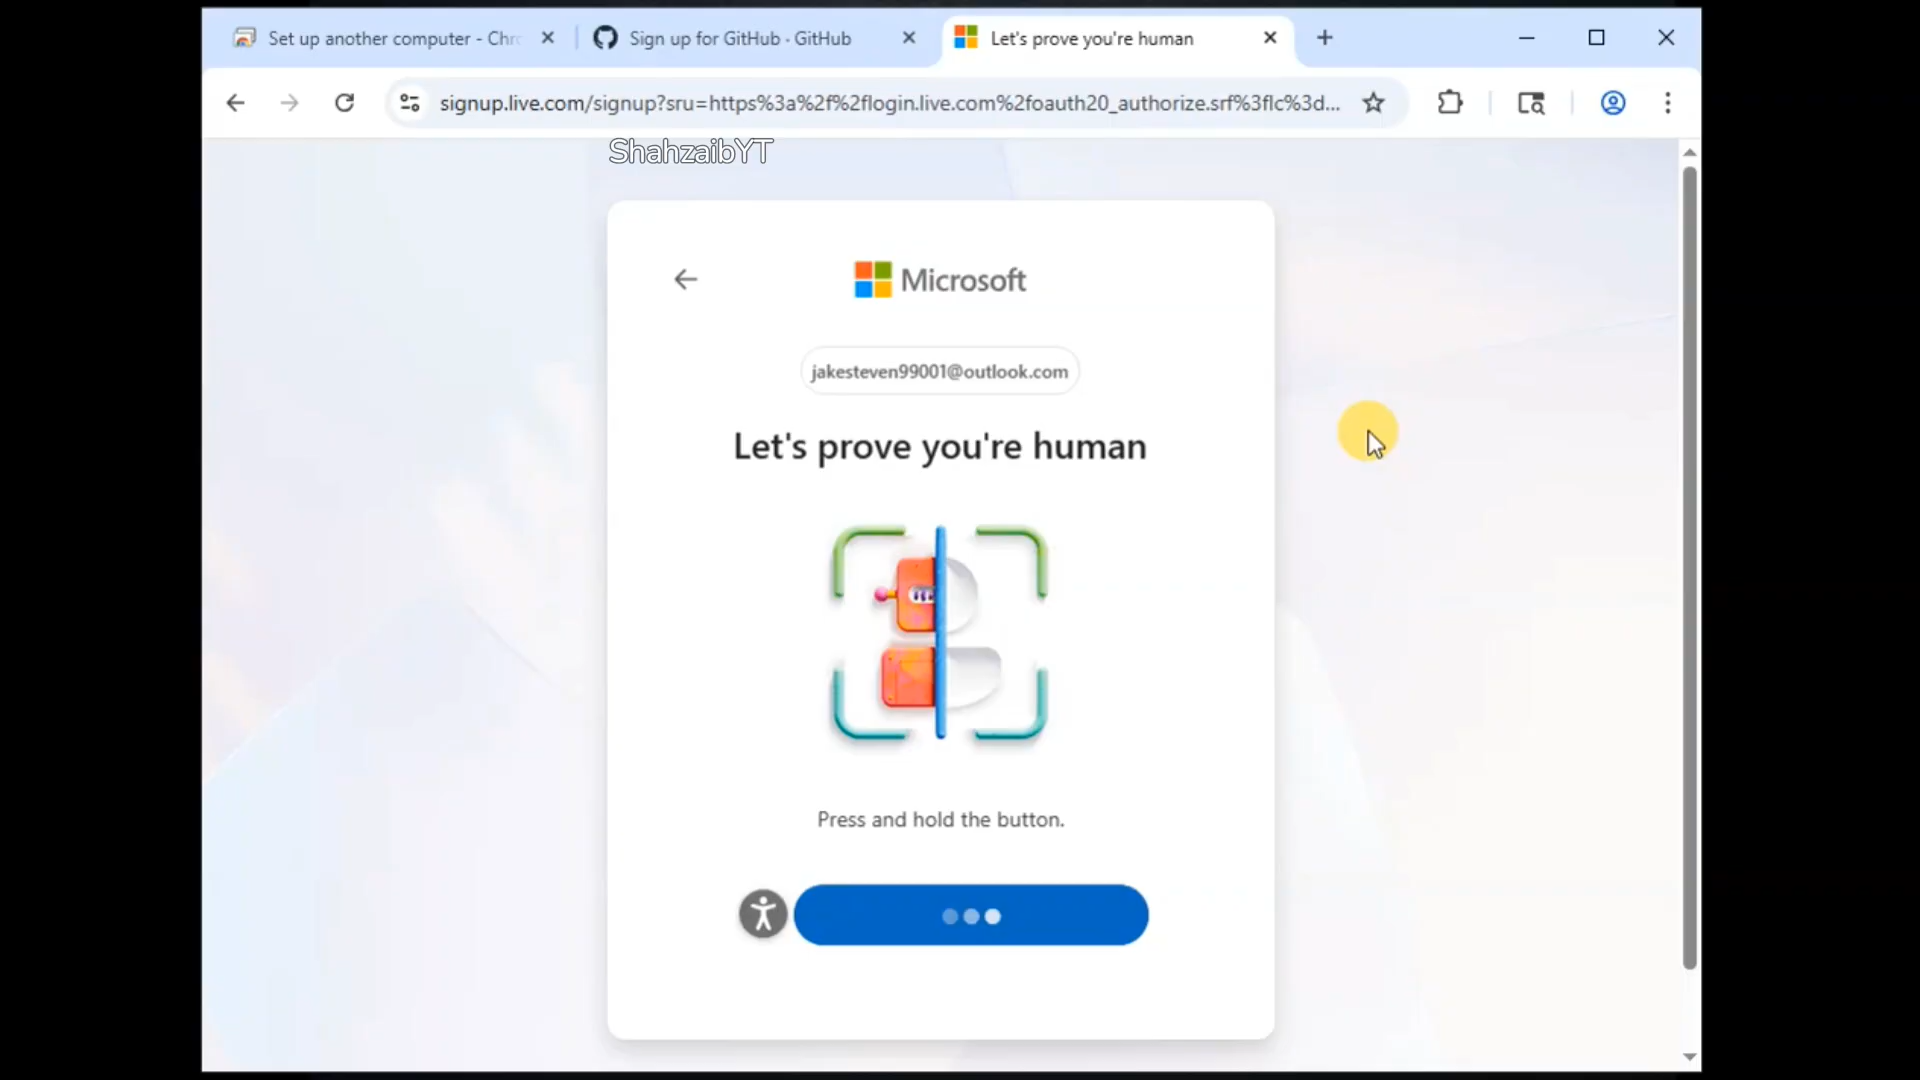 Set up another computer - Chr
Sign up for GitHub · GitHub
Let's prove you're human
signup.live.com/signup?sru=https%3a%2f%2flogin.live.com%2foauth20_authorize.srf%3flc%3d...
ShahzaibYT
Microsoft
jakesteven99001@outlook.com
Let's prove you're human
Press and hold the button.